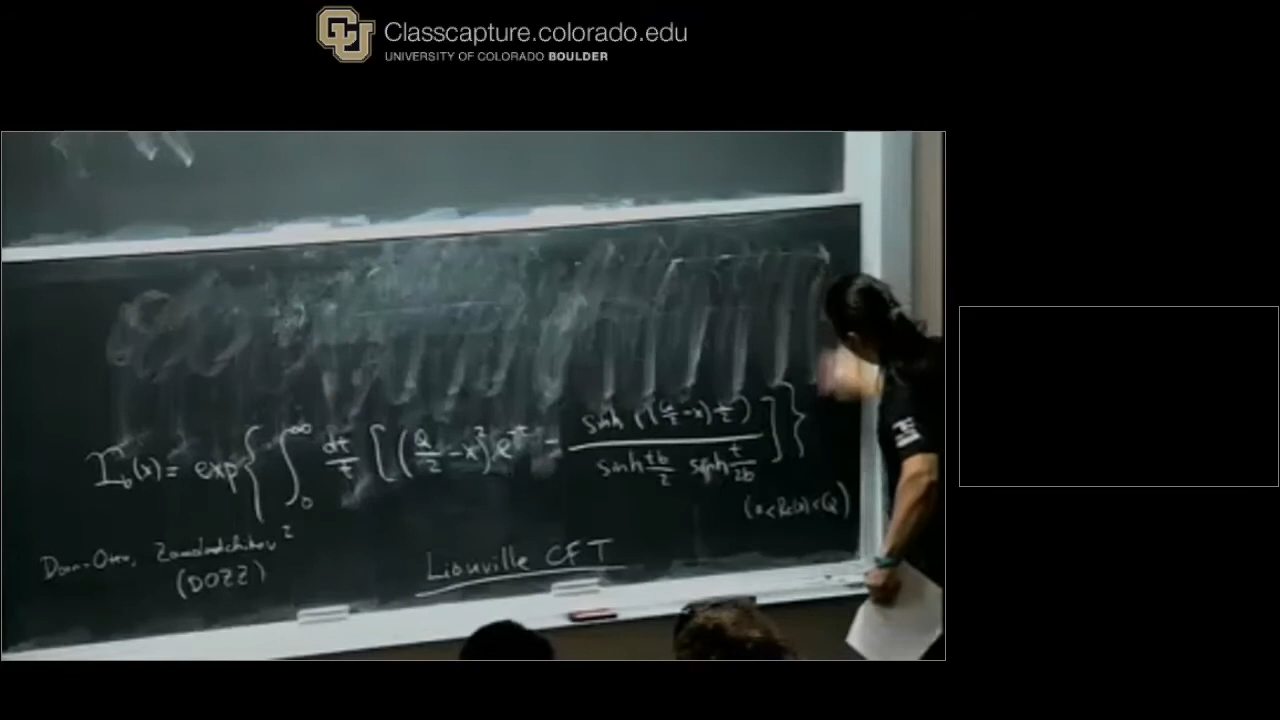 Classcapture.colorado.edu
UNIVERSITY OF COLORADO BOULDER
Υ_b(x) = exp{ ∫_0^∞ dt/t [ (Q/2 - x)^2 e^{-t} - sinh^2((Q/2 - x) t/2) / (sinh tb/2 sinh t/2b) ] }
(0 < Re(x) < Q)
Dorn-Otto, Zamolodchikov^2
(DOZZ)
Liouville CFT